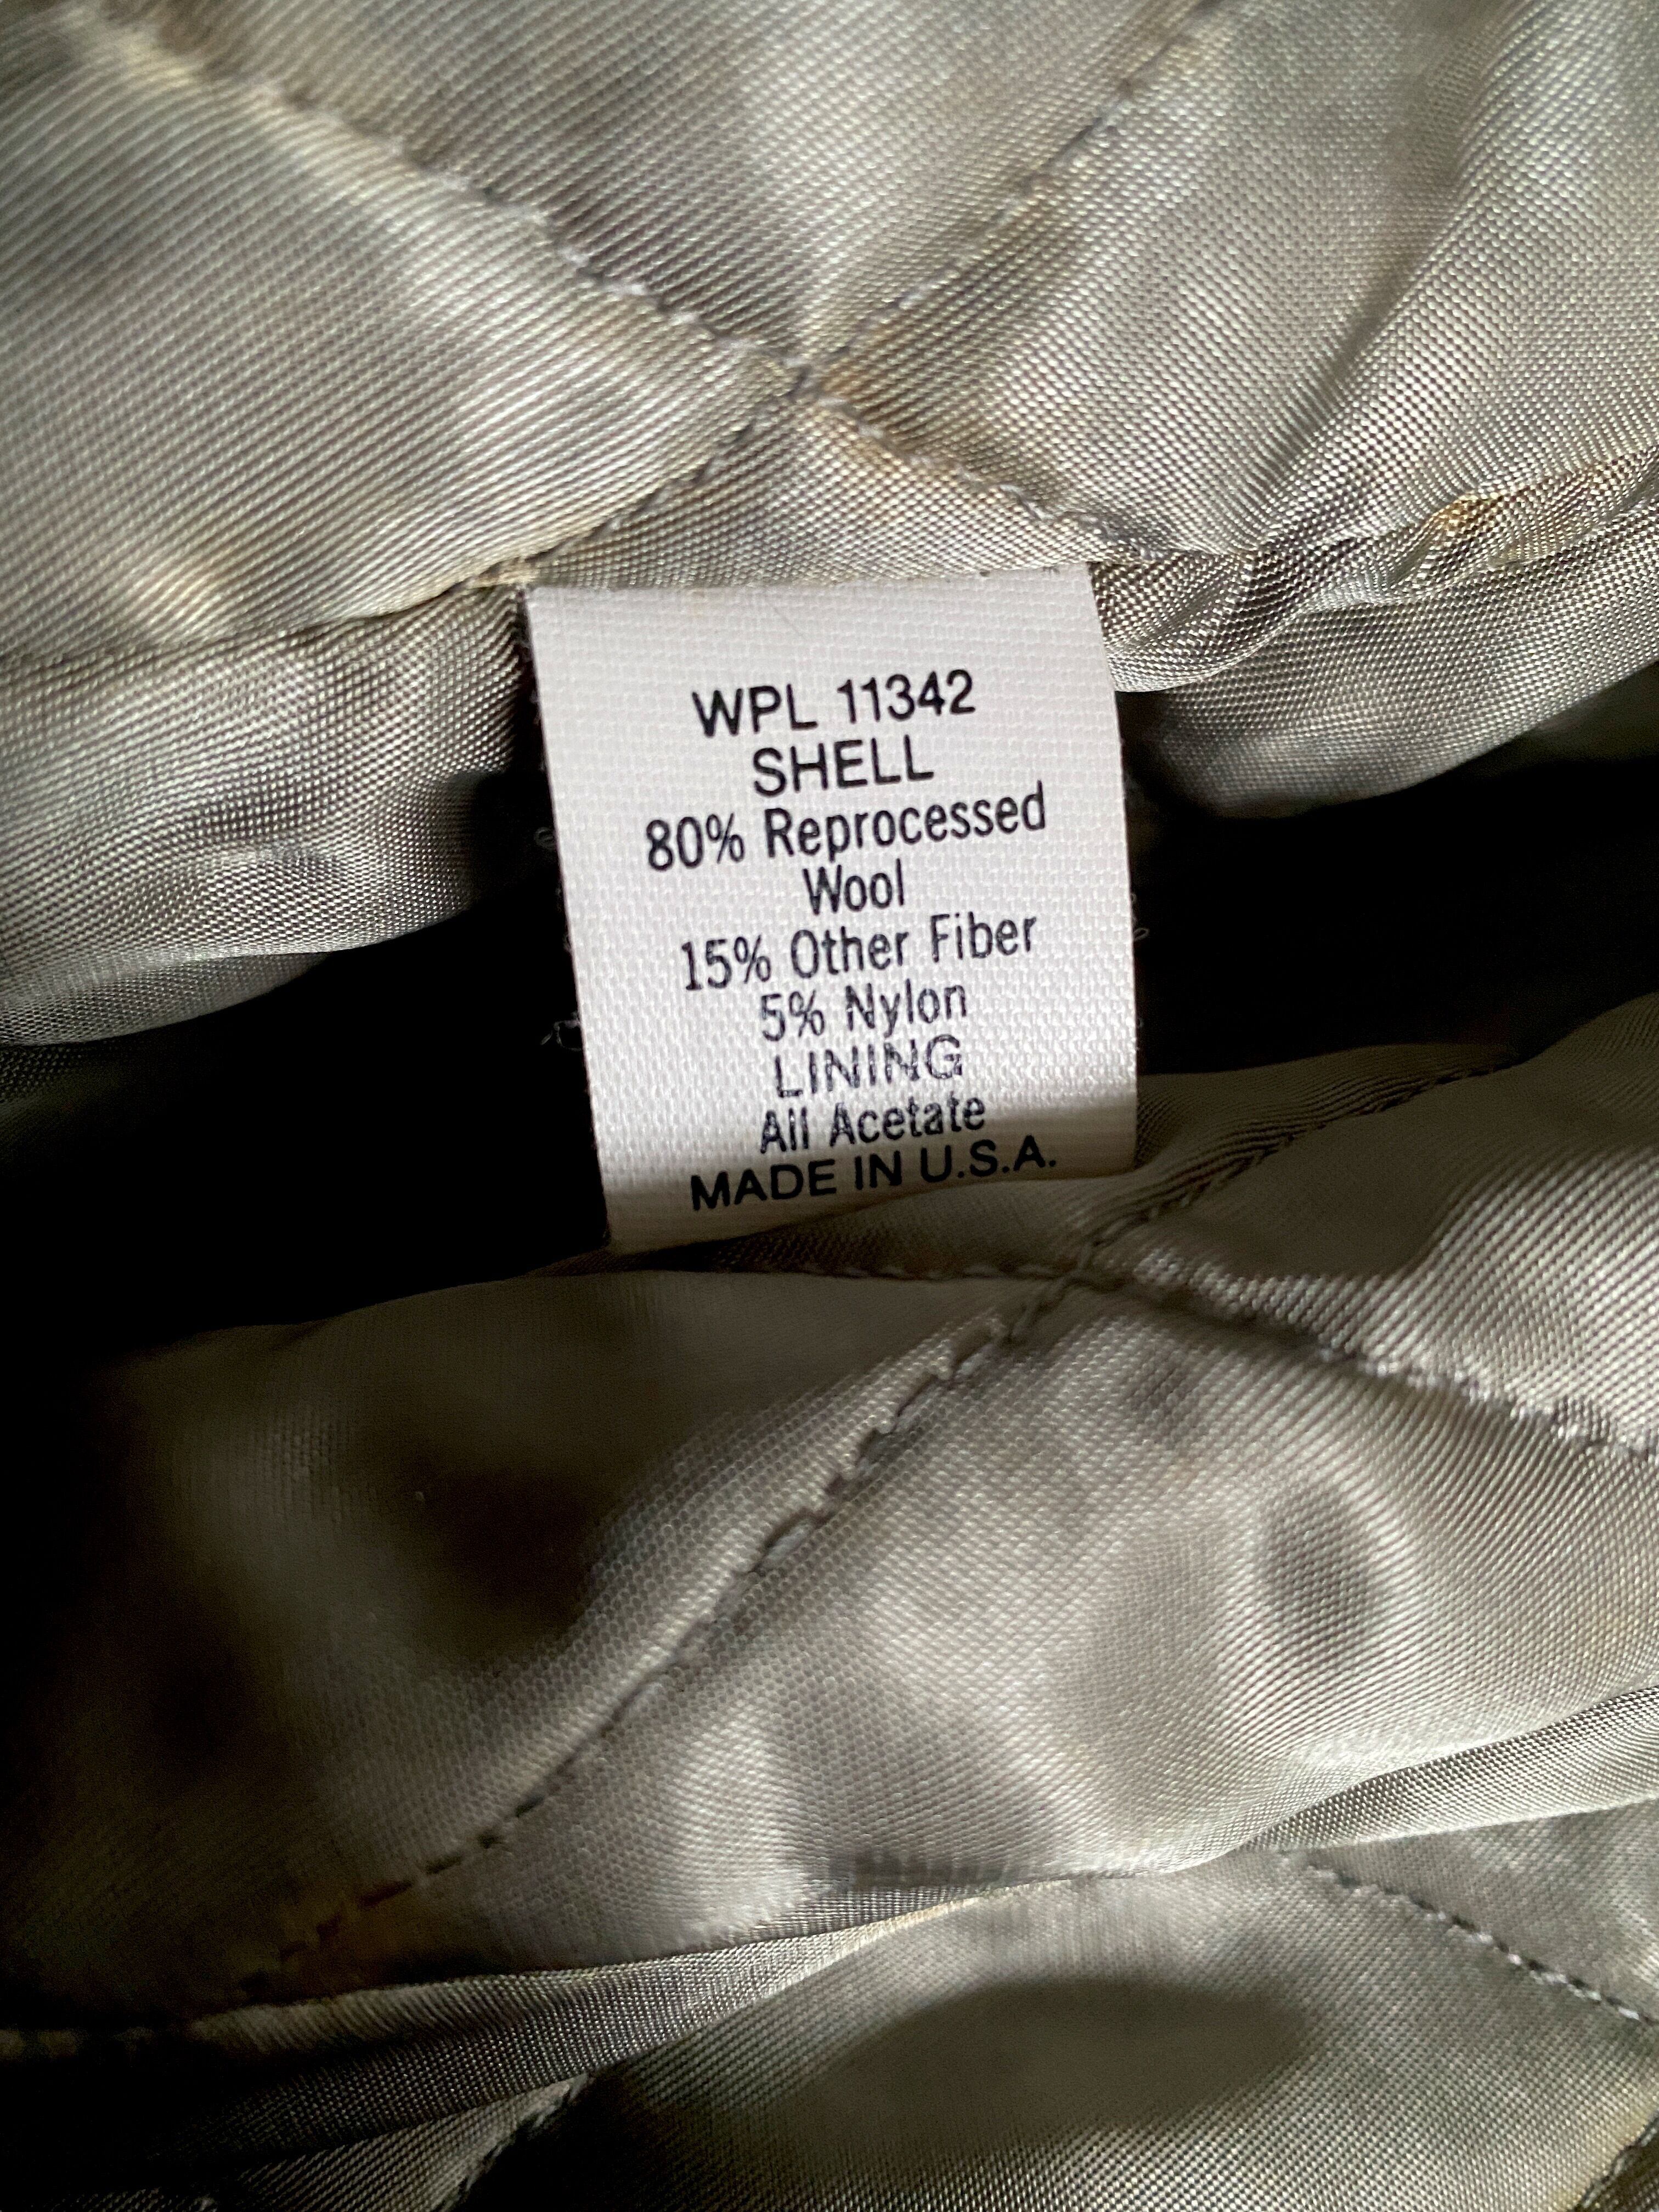 WPL 11342
SHELL
80% Reprocessed
Wool
15% Other Fiber
5% Nylon
LINING
All Acetate
MADE IN U.S.A.